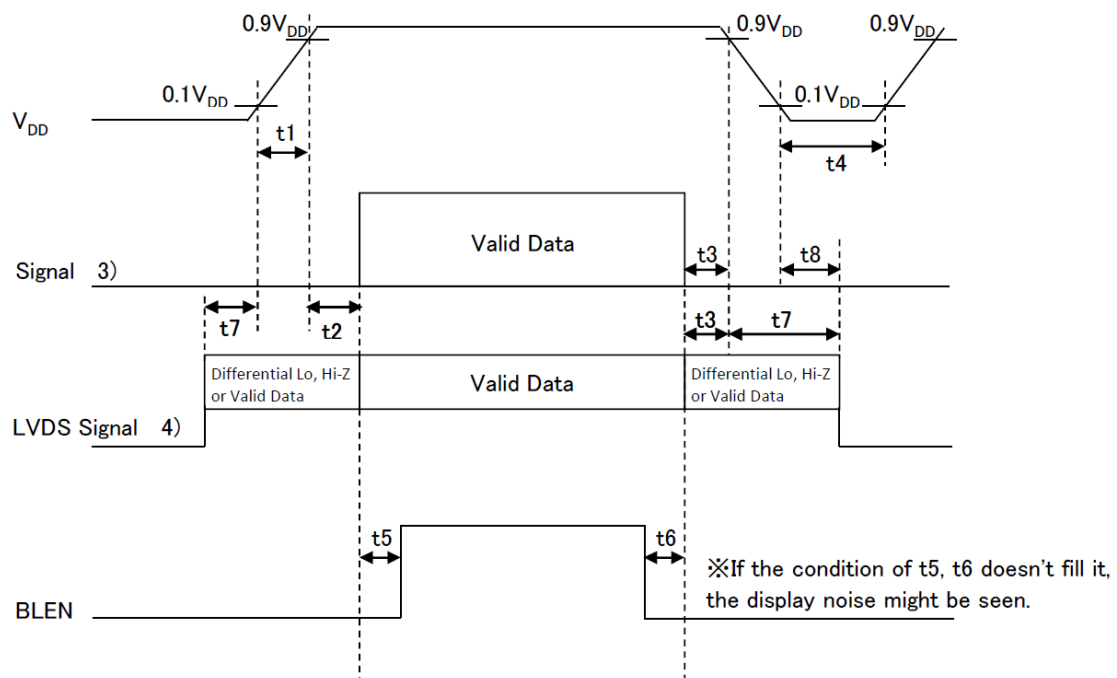 0.9VDD
0.9VDD
0.9VDD
0.1VDD
0.1VDD
VDD
t1
t4
Valid Data
t3
t8
Signal 3)
t7
t2
t3
t7
Differential Lo, Hi-Z
or Valid Data
Valid Data
Differential Lo, Hi-Z
or Valid Data
LVDS Signal 4)
t5
t6
※If the condition of t5, t6 doesn't fill it,
the display noise might be seen.
BLEN